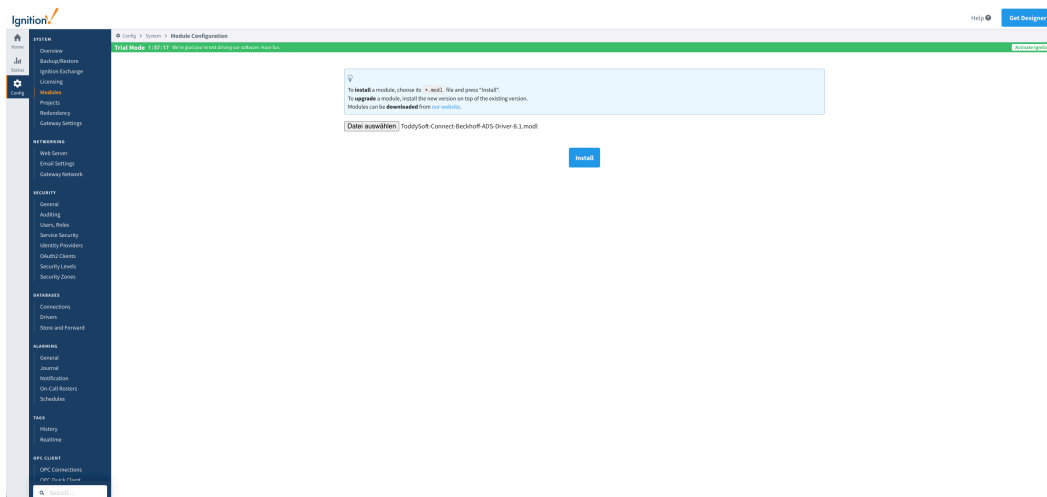 Ignition!
Help
Get Designer
Home
Status
Config
SYSTEM
Overview
Backup/Restore
Ignition Exchange
Licensing
Modules
Projects
Redundancy
Gateway Settings
NETWORKING
Web Server
Email Settings
Gateway Network
SECURITY
General
Auditing
Users, Roles
Service Security
Identity Providers
OAuth2 Clients
Security Levels
Security Zones
DATABASES
Connections
Drivers
Store and Forward
ALARMING
General
Journal
Notification
On-Call Rosters
Schedules
TAGS
History
Realtime
OPC CLIENT
OPC Connections
OPC Quick Client
Search...
Config > System > Module Configuration
Trial Mode 1:57:17 We're glad you're test driving our software. Have fun.
To install a module, choose its *.modl file and press "Install".
To upgrade a module, install the new version on top of the existing version.
Modules can be downloaded from our website.
Datei auswählen ToddySoft-Connect-Beckhoff-ADS-Driver-8.1.modl
Install